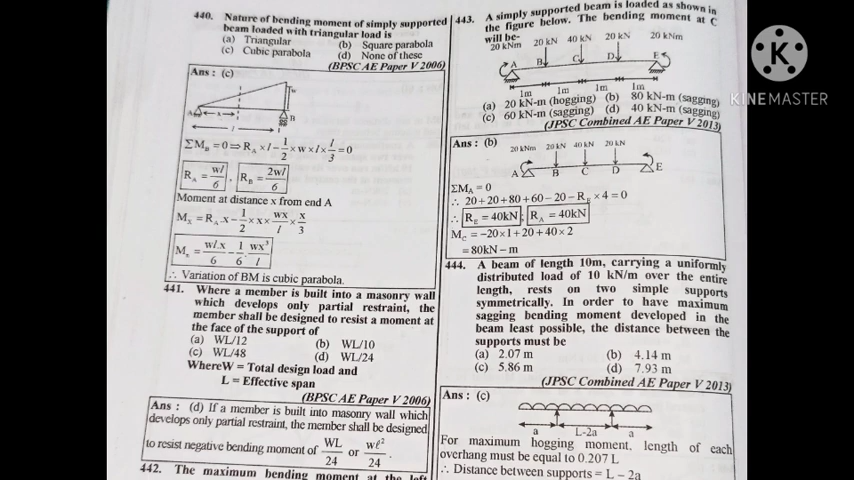 440. Nature of bending moment of simply supported
beam loaded with triangular load is
(a) Triangular (b) Square parabola
(c) Cubic parabola (d) None of these
(BPSC AE Paper V 2006)
Ans : (c)
w
A x B
l
ΣM_B = 0 ⇒ R_A × l − 1/2 × w × l × l/3 = 0
R_A = wl/6 , R_B = 2wl/6
Moment at distance x from end A
M_x = R_A.x − 1/2 × x × wx/l × x/3
M_x = wl.x/6 − 1/6 . wx³/l
∴ Variation of BM is cubic parabola.
441. Where a member is built into a masonry wall
which develops only partial restraint, the
member shall be designed to resist a moment at
the face of the support of
(a) WL/12 (b) WL/10
(c) WL/48 (d) WL/24
WhereW = Total design load and
L = Effective span
(BPSC AE Paper V 2006)
Ans : (d) If a member is built into masonry wall which
develops only partial restraint, the member shall be designed
to resist negative bending moment of WL/24 or wℓ²/24 .
442. The maximum bending moment at the left
443. A simply supported beam is loaded as shown in
the figure below. The bending moment at C
will be-
20 kNm 20 kN 40 kN 20 kN 20 kNm
A B C D E
1m 1m 1m 1m
(a) 20 kN-m (hogging) (b) 80 kN-m (sagging)
(c) 60 kN-m (sagging) (d) 40 kN-m (sagging)
(JPSC Combined AE Paper V 2013)
Ans : (b)
20 kNm 20 kN 40 kN 20 kN
A B C D E
ΣM_A = 0
∴ 20+20+80+60−20−R_E × 4 = 0
∴ R_E = 40kN ; R_A = 40kN
M_C = −20×1+20+40×2
= 80kN – m
444. A beam of length 10m, carrying a uniformly
distributed load of 10 kN/m over the entire
length, rests on two simple supports
symmetrically. In order to have maximum
sagging bending moment developed in the
beam least possible, the distance between the
supports must be
(a) 2.07 m (b) 4.14 m
(c) 5.86 m (d) 7.93 m
(JPSC Combined AE Paper V 2013)
Ans : (c)
a L-2a a
For maximum hogging moment, length of each
overhang must be equal to 0.207 L
∴ Distance between supports = L – 2a
K
KINEMASTER